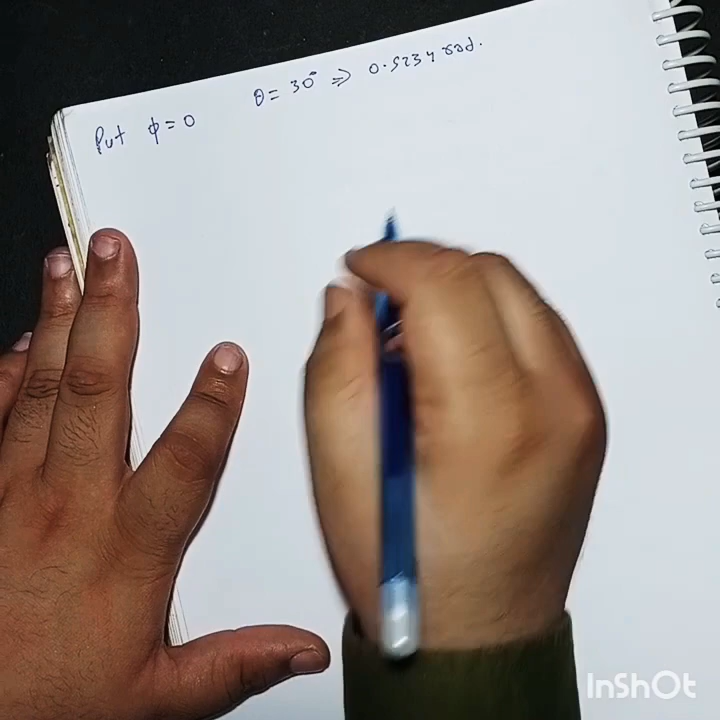 Put φ = 0 θ = 30° ⇒ 0.5234 rad.
InShOt